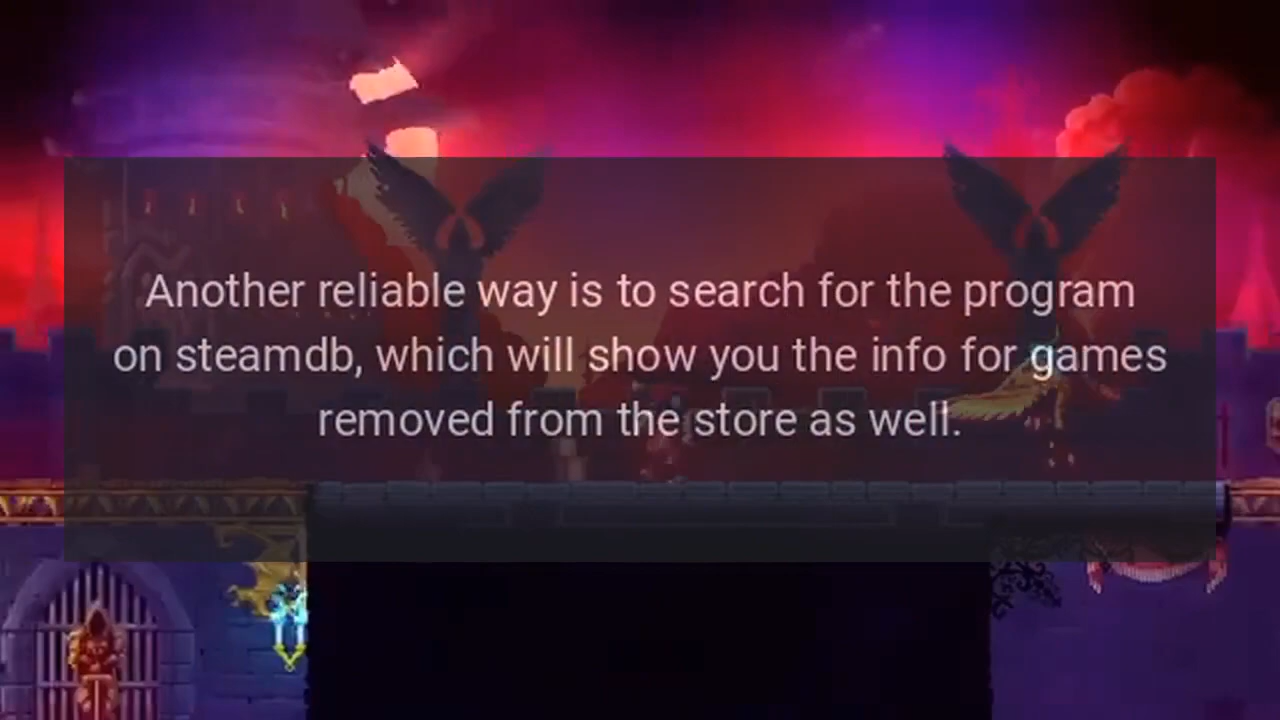 Another reliable way is to search for the program
on steamdb, which will show you the info for games
removed from the store as well.